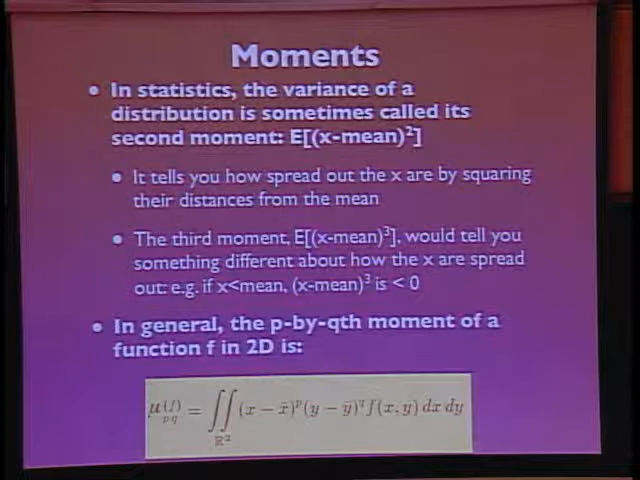 Moments
• In statistics, the variance of a
distribution is sometimes called its
second moment: E[(x-mean)²]
• It tells you how spread out the x are by squaring
their distances from the mean
• The third moment, E[(x-mean)³], would tell you
something different about how the x are spread
out: e.g. if x<mean, (x-mean)³ is < 0
• In general, the p-by-qth moment of a
function f in 2D is:
μ_{pq}^{(f)} = ∬_{ℝ²} (x − x̄)^p (y − ȳ)^q f(x, y) dx dy